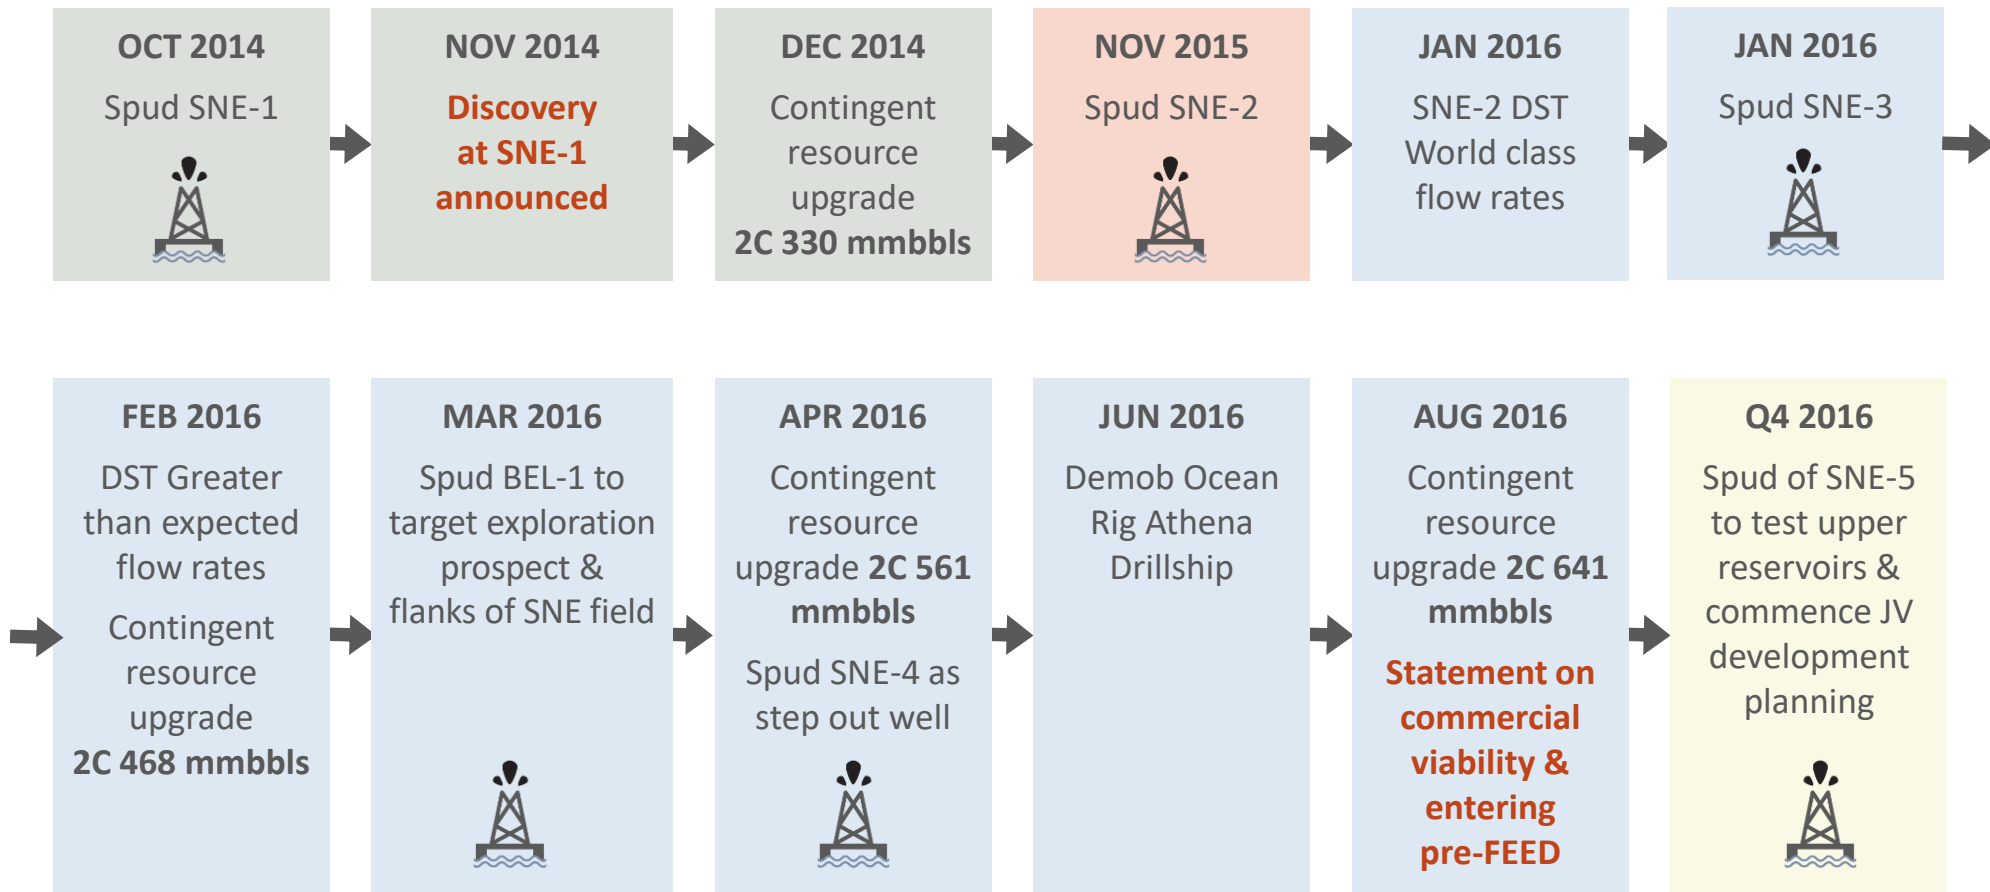 OCT 2014
Spud SNE-1
NOV 2014
Discovery
at SNE-1
announced
DEC 2014
Contingent
resource
upgrade
2C 330 mmbbls
NOV 2015
Spud SNE-2
JAN 2016
SNE-2 DST
World class
flow rates
JAN 2016
Spud SNE-3
FEB 2016
DST Greater
than expected
flow rates
Contingent
resource
upgrade
2C 468 mmbbls
MAR 2016
Spud BEL-1 to
target exploration
prospect &
flanks of SNE field
APR 2016
Contingent
resource
upgrade 2C 561
mmbbls
Spud SNE-4 as
step out well
JUN 2016
Demob Ocean
Rig Athena
Drillship
AUG 2016
Contingent
resource
upgrade 2C 641
mmbbls
Statement on
commercial
viability &
entering
pre-FEED
Q4 2016
Spud of SNE-5
to test upper
reservoirs &
commence JV
development
planning